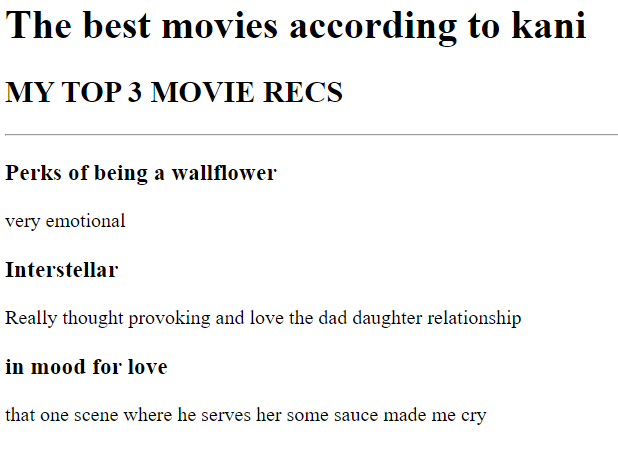 The best movies according to kani
MY TOP 3 MOVIE RECS
Perks of being a wallflower
very emotional
Interstellar
Really thought provoking and love the dad daughter relationship
in mood for love
that one scene where he serves her some sauce made me cry